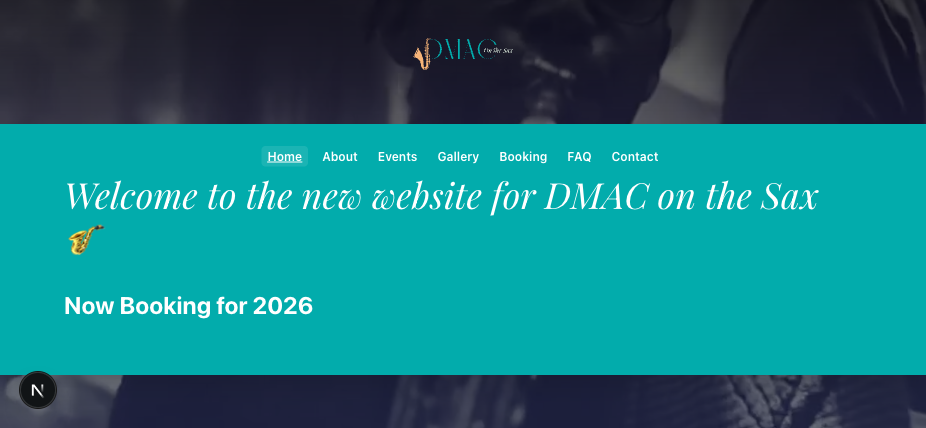 DMAC On the Sax
Home About Events Gallery Booking FAQ Contact
Welcome to the new website for DMAC on the Sax
🎷
Now Booking for 2026
N